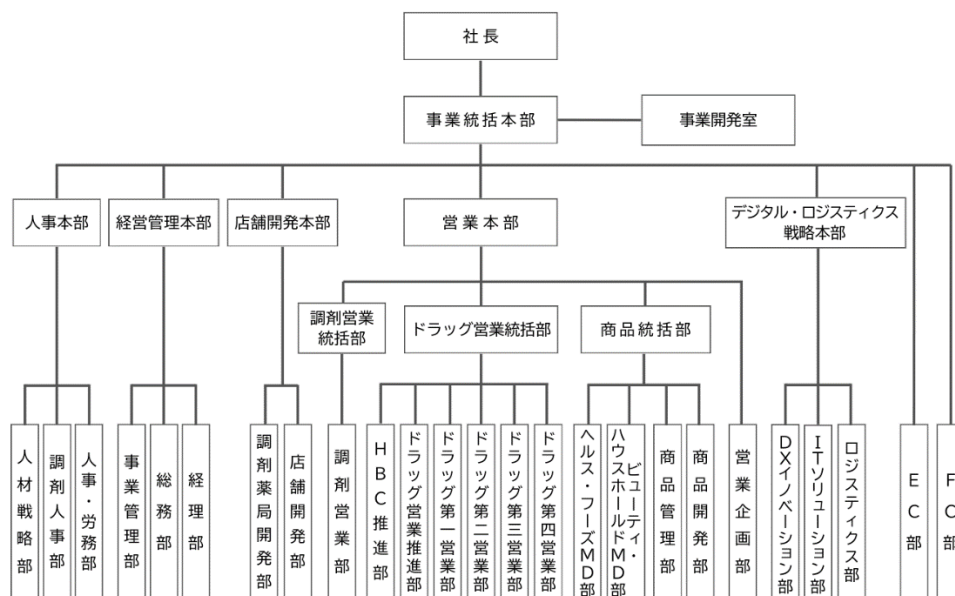 社長
事業統括本部
事業開発室
人事本部
経営管理本部
店舗開発本部
営業本部
デジタル・ロジスティクス
戦略本部
調剤営業
統括部
ドラッグ営業統括部
商品統括部
人材戦略部
調剤人事部
人事・労務部
事業管理部
総務部
経理部
調剤薬局開発部
店舗開発部
調剤営業部
HBC推進部
ドラッグ営業推進部
ドラッグ第一営業部
ドラッグ第二営業部
ドラッグ第三営業部
ドラッグ第四営業部
ヘルス・フーズMD部
ビューティ・
ハウスホールドMD部
商品管理部
商品開発部
営業企画部
DXイノベーション部
ITソリューション部
ロジスティクス部
EC部
FC部